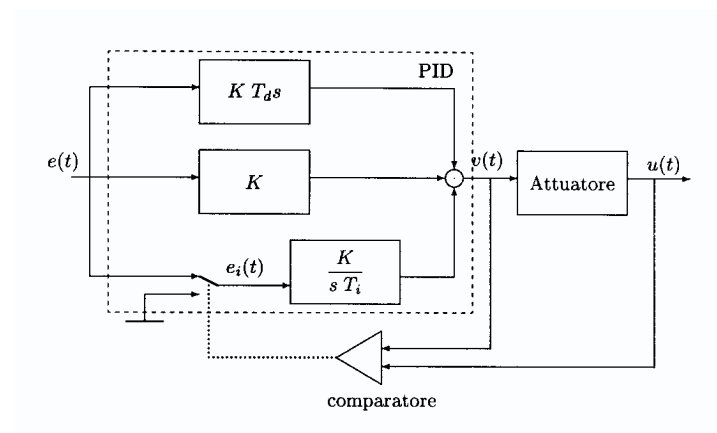 PID
K T_d s
e(t)
K
v(t)
Attuatore
u(t)
e_i(t)
K
s T_i
comparatore